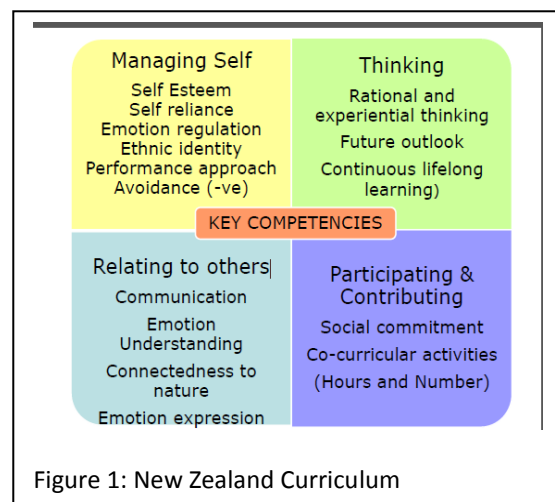 Managing Self
Self Esteem
Self reliance
Emotion regulation
Ethnic identity
Performance approach
Avoidance (-ve)
Thinking
Rational and
experiential thinking
Future outlook
Continuous lifelong
learning)
KEY COMPETENCIES
Relating to others
Communication
Emotion
Understanding
Connectedness to
nature
Emotion expression
Participating &
Contributing
Social commitment
Co-curricular activities
(Hours and Number)
Figure 1: New Zealand Curriculum